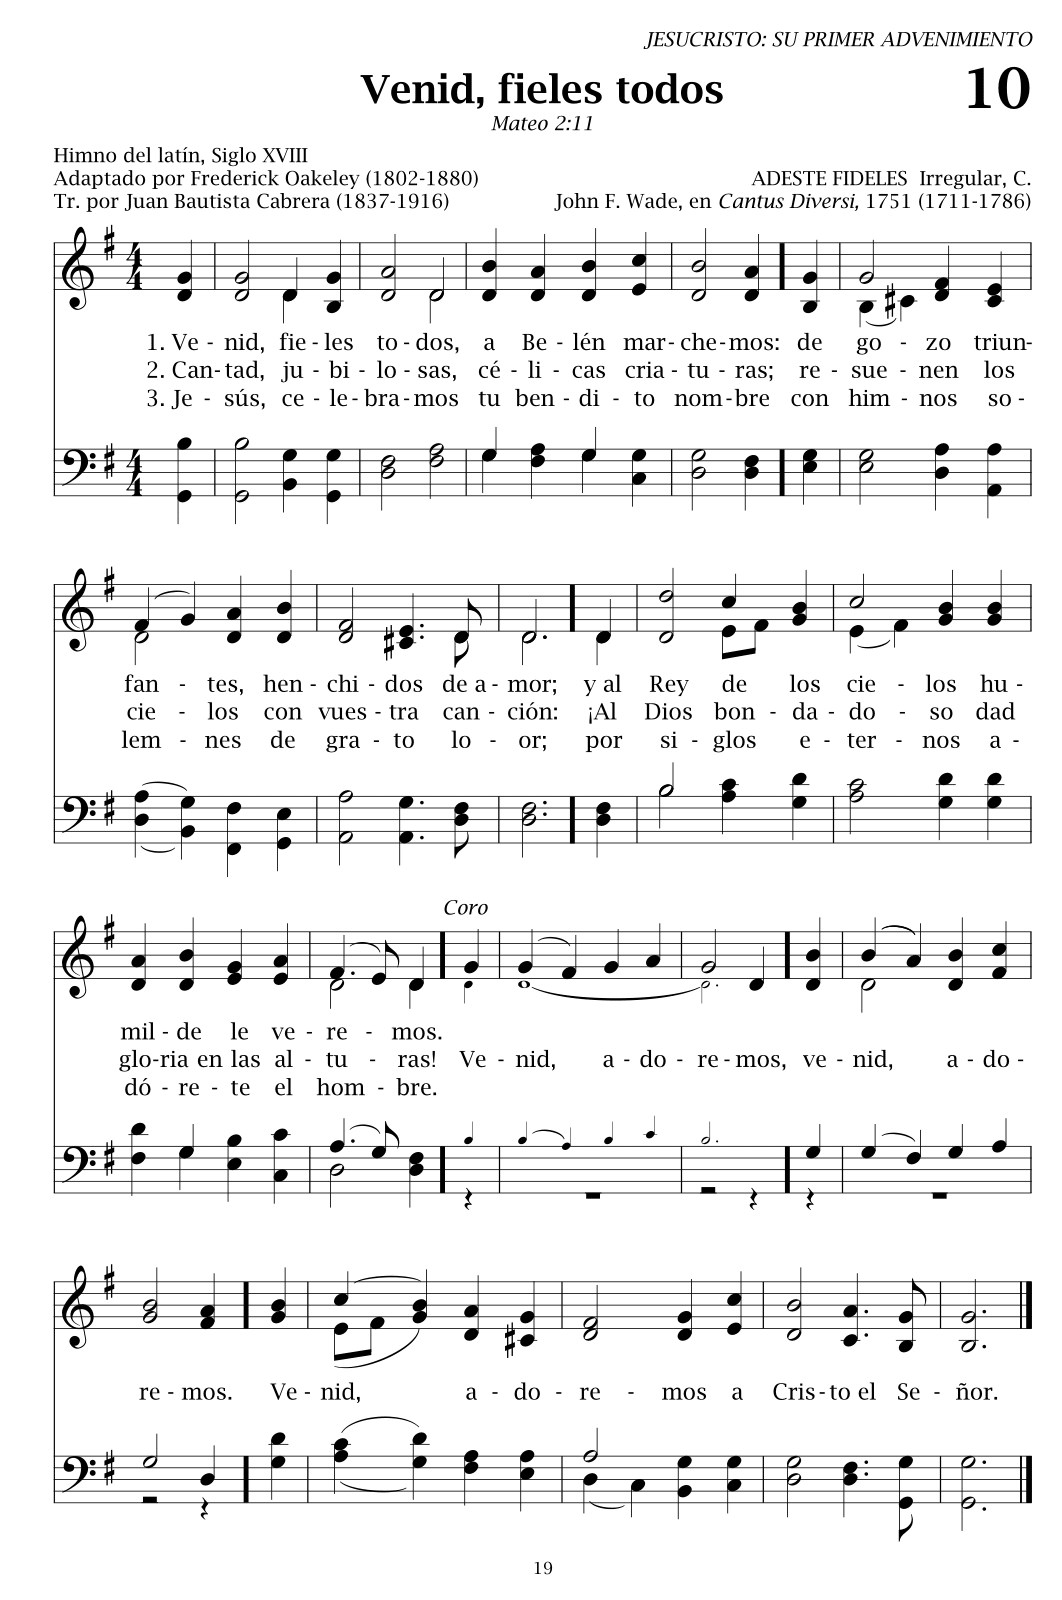 JESUCRISTO: SU PRIMER ADVENIMIENTO
Venid, fieles todos 10
Mateo 2:11
Himno del latín, Siglo XVIII
Adaptado por Frederick Oakeley (1802-1880) ADESTE FIDELES Irregular, C.
Tr. por Juan Bautista Cabrera (1837-1916) John F. Wade, en Cantus Diversi, 1751 (1711-1786)
1. Ve - nid, fie - les to - dos, a Be - lén mar - che - mos: de go - zo triun-
2. Can - tad, ju - bi - lo - sas, cé - li - cas cria - tu - ras; re - sue - nen los
3. Je - sús, ce - le - bra - mos tu ben - di - to nom - bre con him - nos so -
fan - tes, hen - chi - dos de a - mor; y al Rey de los cie - los hu -
cie - los con vues - tra can - ción: ¡Al Dios bon - da - do - so dad
lem - nes de gra - to lo - or; por si - glos e - ter - nos a -
Coro
mil - de le ve - re - mos.
glo - ria en las al - tu - ras! Ve - nid, a - do - re - mos, ve - nid, a - do -
dó - re - te el hom - bre.
re - mos. Ve - nid, a - do - re - mos a Cris - to el Se - ñor.
19